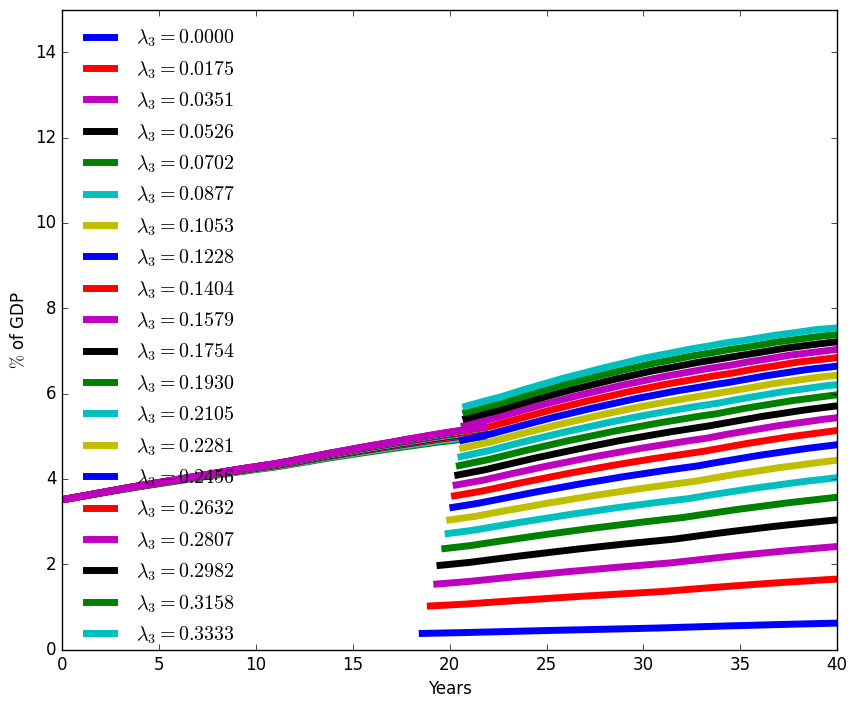 14
12
10
8
6
4
2
0
% of GDP
λ₃ = 0.0000
λ₃ = 0.0175
λ₃ = 0.0351
λ₃ = 0.0526
λ₃ = 0.0702
λ₃ = 0.0877
λ₃ = 0.1053
λ₃ = 0.1228
λ₃ = 0.1404
λ₃ = 0.1579
λ₃ = 0.1754
λ₃ = 0.1930
λ₃ = 0.2105
λ₃ = 0.2281
λ₃ = 0.2456
λ₃ = 0.2632
λ₃ = 0.2807
λ₃ = 0.2982
λ₃ = 0.3158
λ₃ = 0.3333
0 5 10 15 20 25 30 35 40
Years